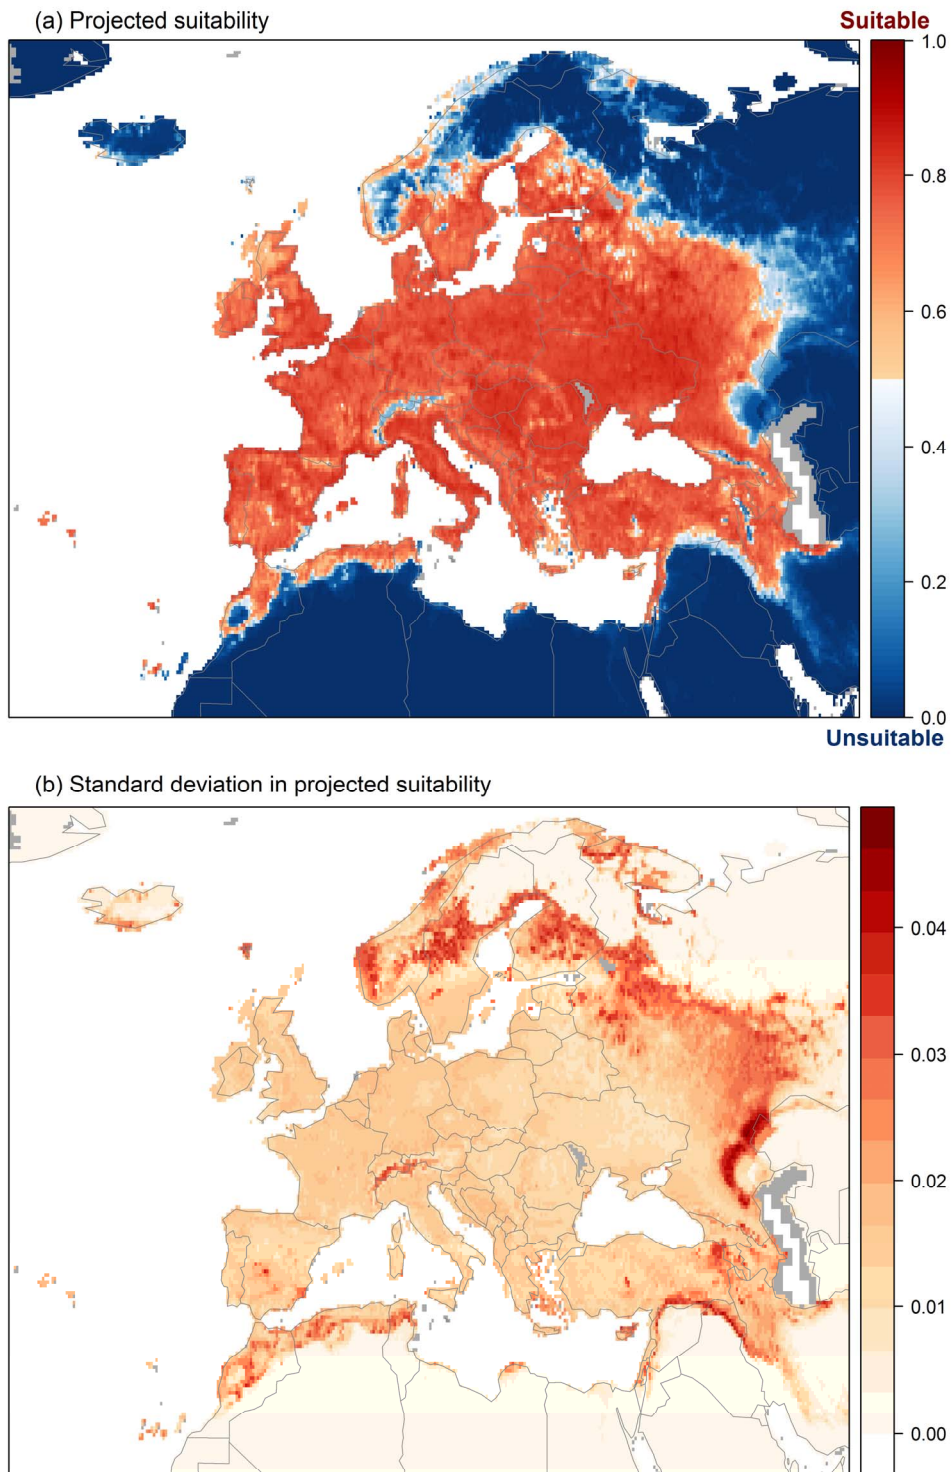 (a) Projected suitability
Suitable
1.0
0.8
0.6
0.4
0.2
0.0
Unsuitable
(b) Standard deviation in projected suitability
0.04
0.03
0.02
0.01
0.00